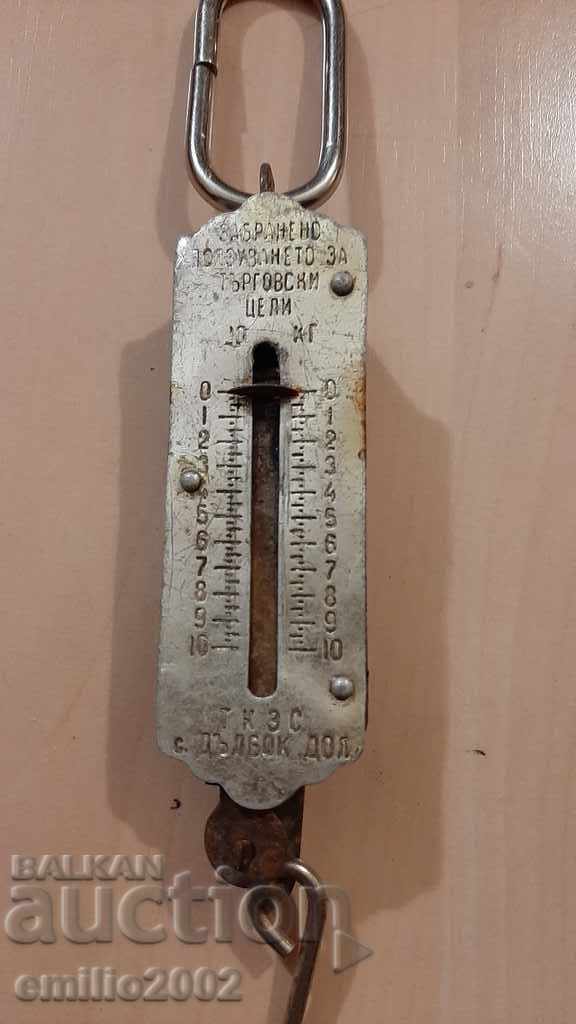 ЗАБРАНЕНО
ПОЛЗУВАНЕТО ЗА
ТЪРГОВСКИ
ЦЕЛИ
10 КГ
0 0
1 1
2 2
3 3
4 4
5 5
6 6
7 7
8 8
9 9
10 10
Т К З С
с. ДЪЛБОК ДОЛ
BALKAN
auction
emilio2002